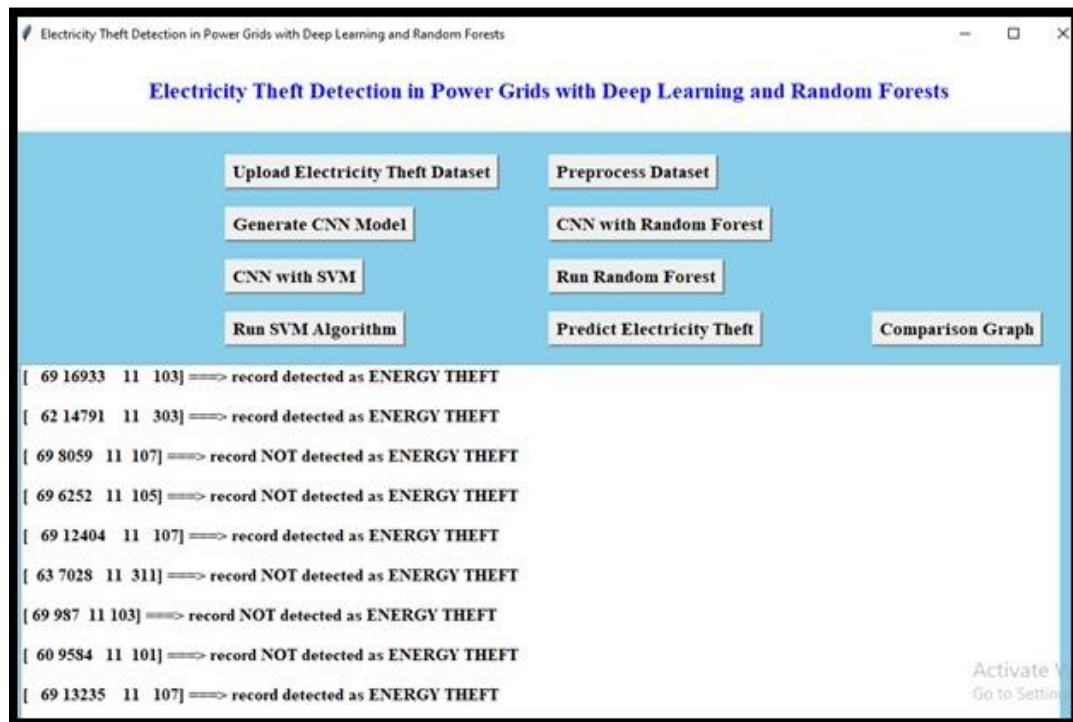 Electricity Theft Detection in Power Grids with Deep Learning and Random Forests
Electricity Theft Detection in Power Grids with Deep Learning and Random Forests
Upload Electricity Theft Dataset Preprocess Dataset
Generate CNN Model CNN with Random Forest
CNN with SVM Run Random Forest
Run SVM Algorithm Predict Electricity Theft Comparison Graph
[ 69 16933 11 103] ===> record detected as ENERGY THEFT
[ 62 14791 11 303] ===> record detected as ENERGY THEFT
[ 69 8059 11 107] ===> record NOT detected as ENERGY THEFT
[ 69 6252 11 105] ===> record NOT detected as ENERGY THEFT
[ 69 12404 11 107] ===> record detected as ENERGY THEFT
[ 63 7028 11 311] ===> record NOT detected as ENERGY THEFT
[ 69 987 11 103] ===> record NOT detected as ENERGY THEFT
[ 60 9584 11 101] ===> record NOT detected as ENERGY THEFT
[ 69 13235 11 107] ===> record detected as ENERGY THEFT
Activate
Go to